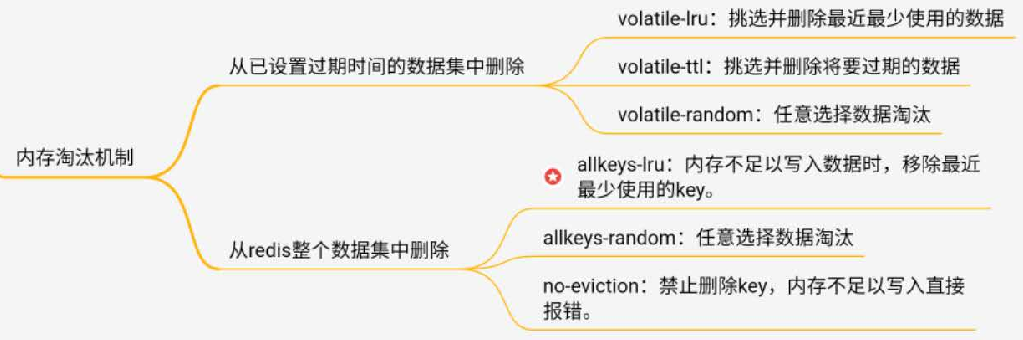 内存淘汰机制
从已设置过期时间的数据集中删除
volatile-lru：挑选并删除最近最少使用的数据
volatile-ttl：挑选并删除将要过期的数据
volatile-random：任意选择数据淘汰
从redis整个数据集中删除
allkeys-lru：内存不足以写入数据时，移除最近
最少使用的key。
allkeys-random：任意选择数据淘汰
no-eviction：禁止删除key，内存不足以写入直接
报错。